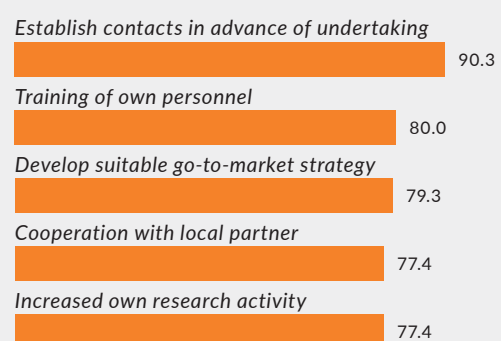 Establish contacts in advance of undertaking
90.3
Training of own personnel
80.0
Develop suitable go-to-market strategy
79.3
Cooperation with local partner
77.4
Increased own research activity
77.4